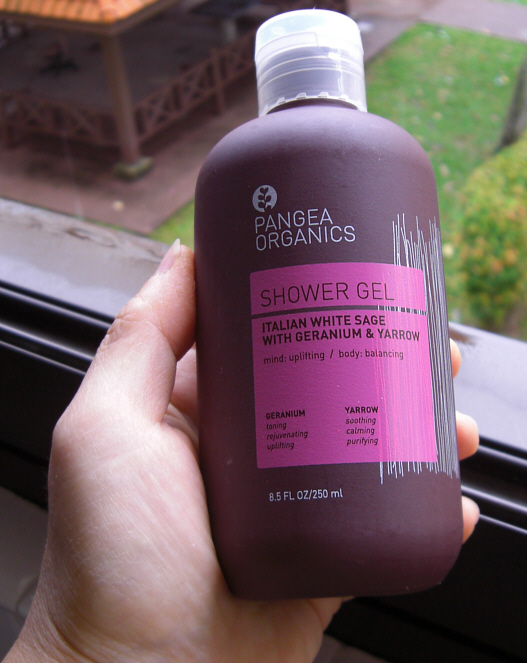 PANGEA
ORGANICS
SHOWER GEL
ITALIAN WHITE SAGE
WITH GERANIUM & YARROW
mind: uplifting / body: balancing
GERANIUM
toning
rejuvenating
uplifting
YARROW
soothing
calming
purifying
8.5 FL OZ/250 ml